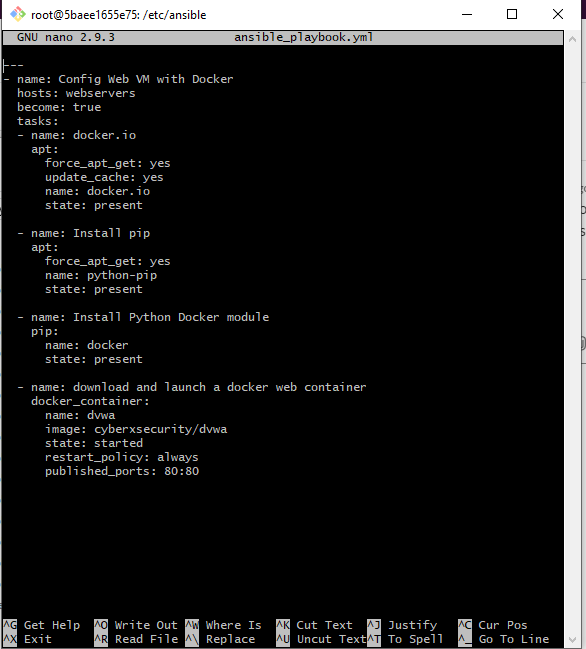 root@5baee1655e75: /etc/ansible
GNU nano 2.9.3 ansible_playbook.yml
---
- name: Config Web VM with Docker
  hosts: webservers
  become: true
  tasks:
  - name: docker.io
    apt:
      force_apt_get: yes
      update_cache: yes
      name: docker.io
      state: present
  - name: Install pip
    apt:
      force_apt_get: yes
      name: python-pip
      state: present
  - name: Install Python Docker module
    pip:
      name: docker
      state: present
  - name: download and launch a docker web container
    docker_container:
      name: dvwa
      image: cyberxsecurity/dvwa
      state: started
      restart_policy: always
      published_ports: 80:80
^G Get Help ^O Write Out ^W Where Is ^K Cut Text ^J Justify ^C Cur Pos
^X Exit ^R Read File ^\ Replace ^U Uncut Text ^T To Spell ^_ Go To Line